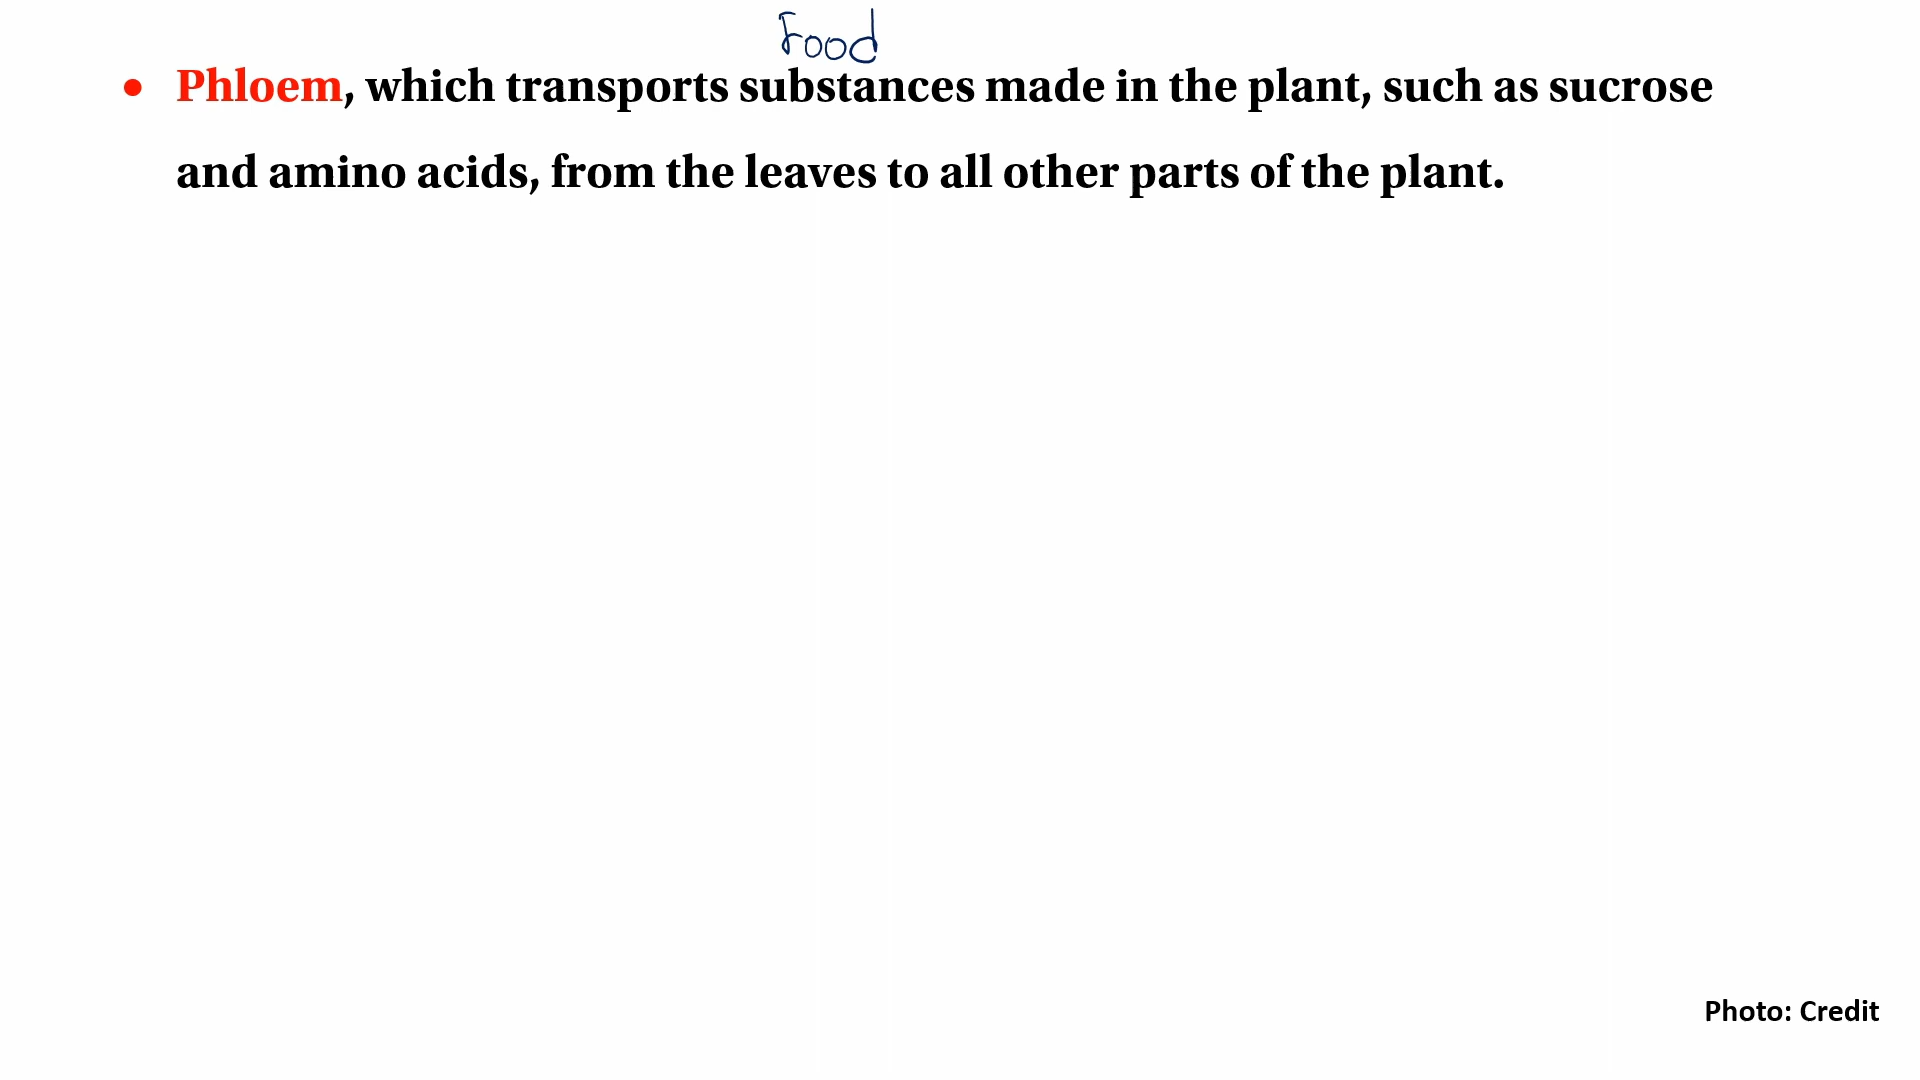 Food
• Phloem, which transports substances made in the plant, such as sucrose
and amino acids, from the leaves to all other parts of the plant.
Photo: Credit